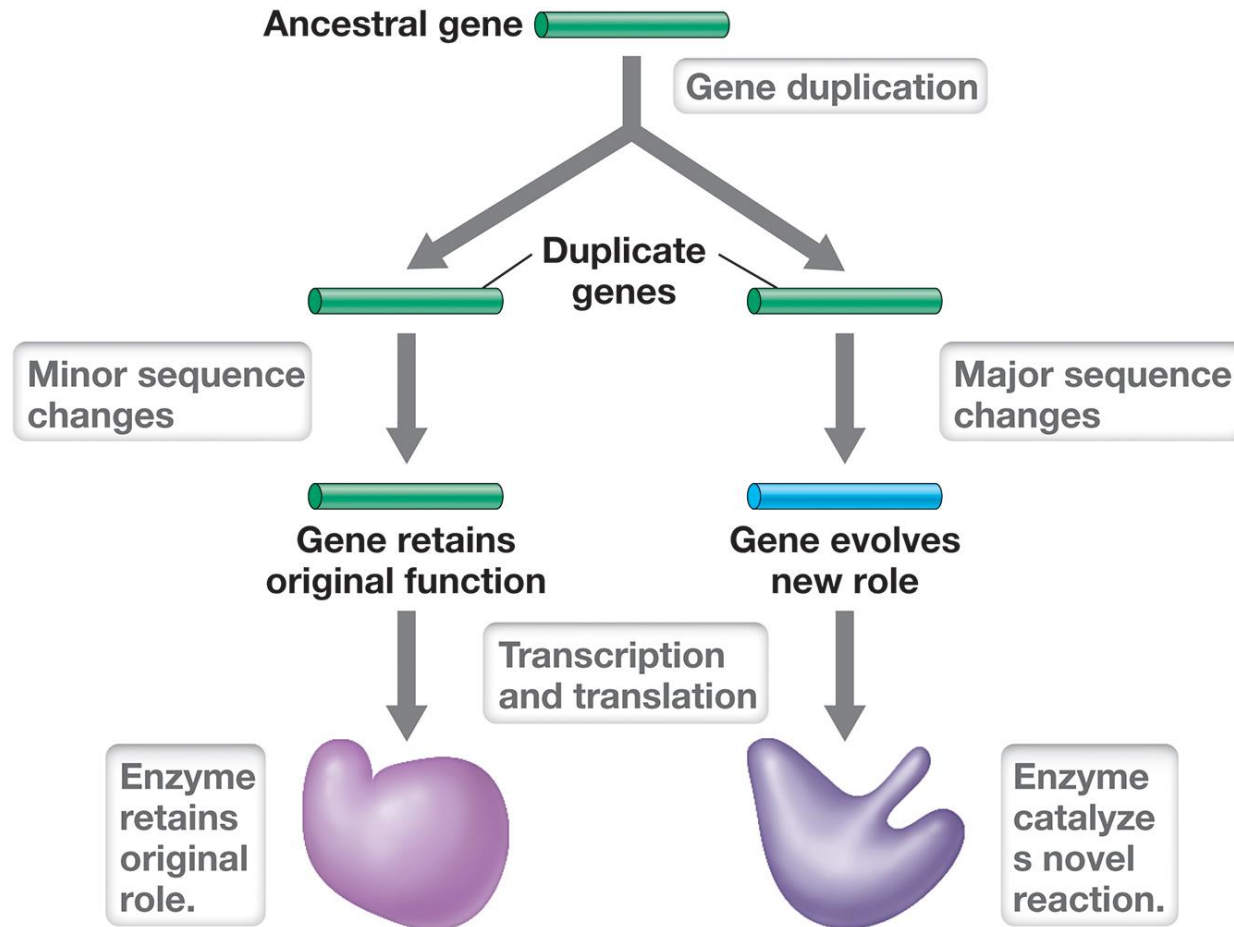 Ancestral gene
Gene duplication
Duplicate
genes
Minor sequence
changes
Major sequence
changes
Gene retains
original function
Gene evolves
new role
Transcription
and translation
Enzyme
retains
original
role.
Enzyme
catalyze
s novel
reaction.